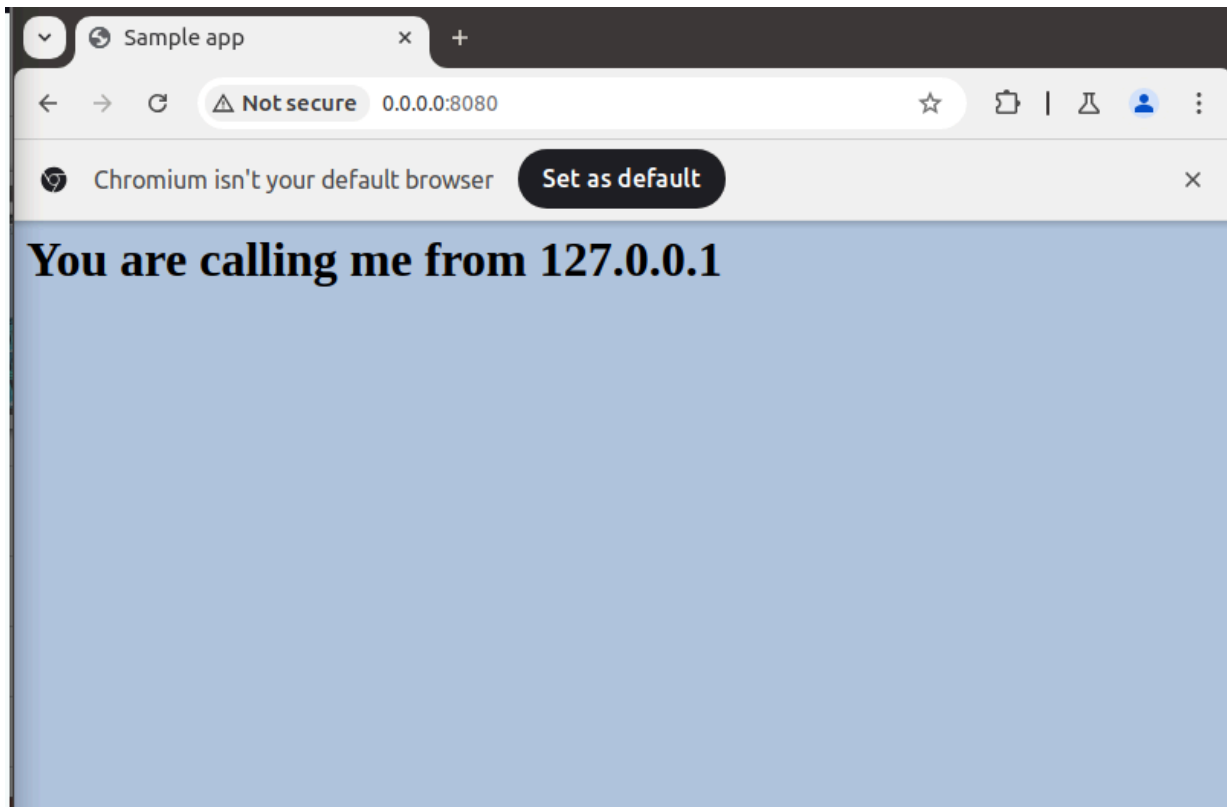 Sample app
Not secure 0.0.0.0:8080
Chromium isn't your default browser Set as default
You are calling me from 127.0.0.1